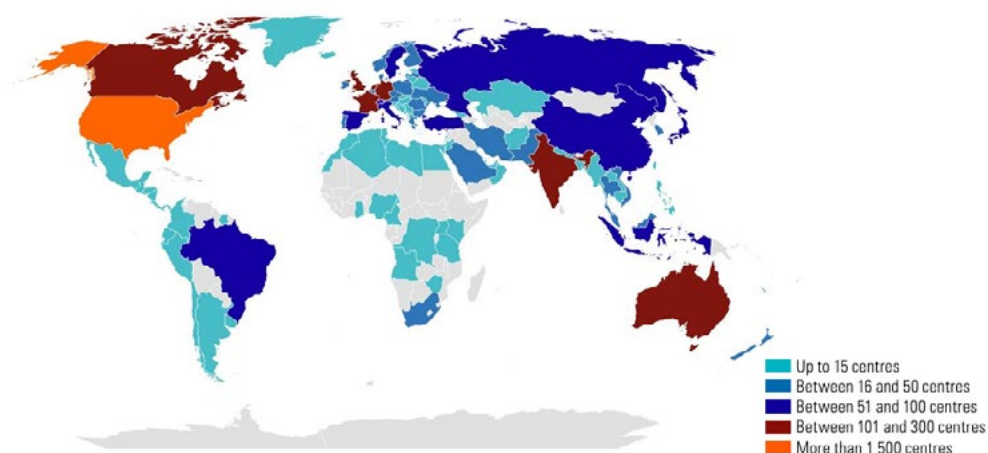 Up to 15 centres
Between 16 and 50 centres
Between 51 and 100 centres
Between 101 and 300 centres
More than 1 500 centres